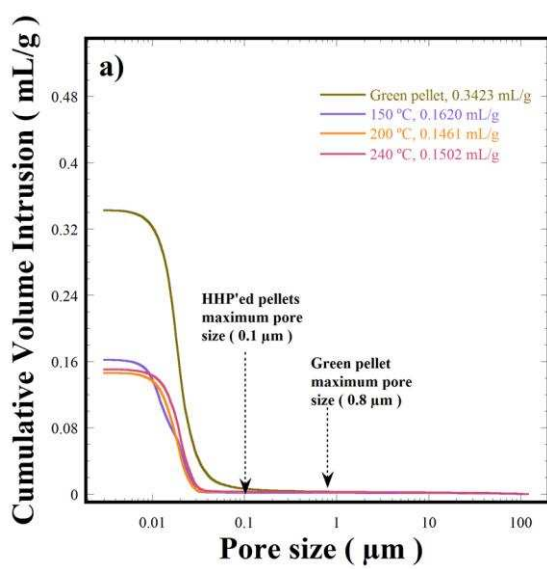 a)
Cumulative Volume Intrusion ( mL/g )
0.48
0.4
0.32
0.24
0.16
0.08
0
Green pellet, 0.3423 mL/g
150 ºC, 0.1620 mL/g
200 ºC, 0.1461 mL/g
240 ºC, 0.1502 mL/g
HHP'ed pellets
maximum pore
size ( 0.1 µm )
Green pellet
maximum pore
size ( 0.8 µm )
0.01 0.1 1 10 100
Pore size ( µm )